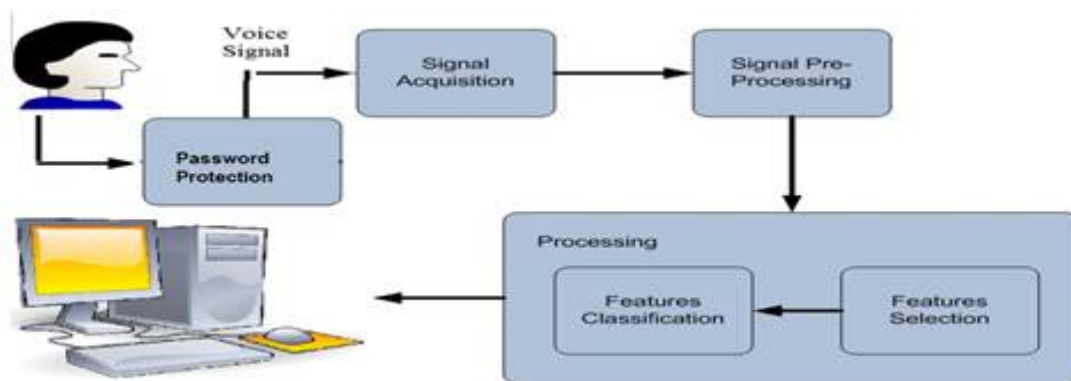 Voice
Signal
Signal
Acquisition
Signal Pre-
Processing
Password
Protection
Processing
Features
Classification
Features
Selection